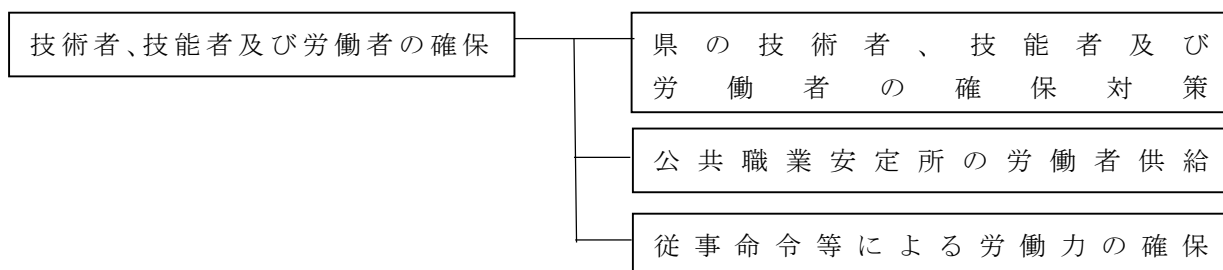 技術者、技能者及び労働者の確保
県の技術者、技能者及び
労働者の確保対策
公共職業安定所の労働者供給
従事命令等による労働力の確保